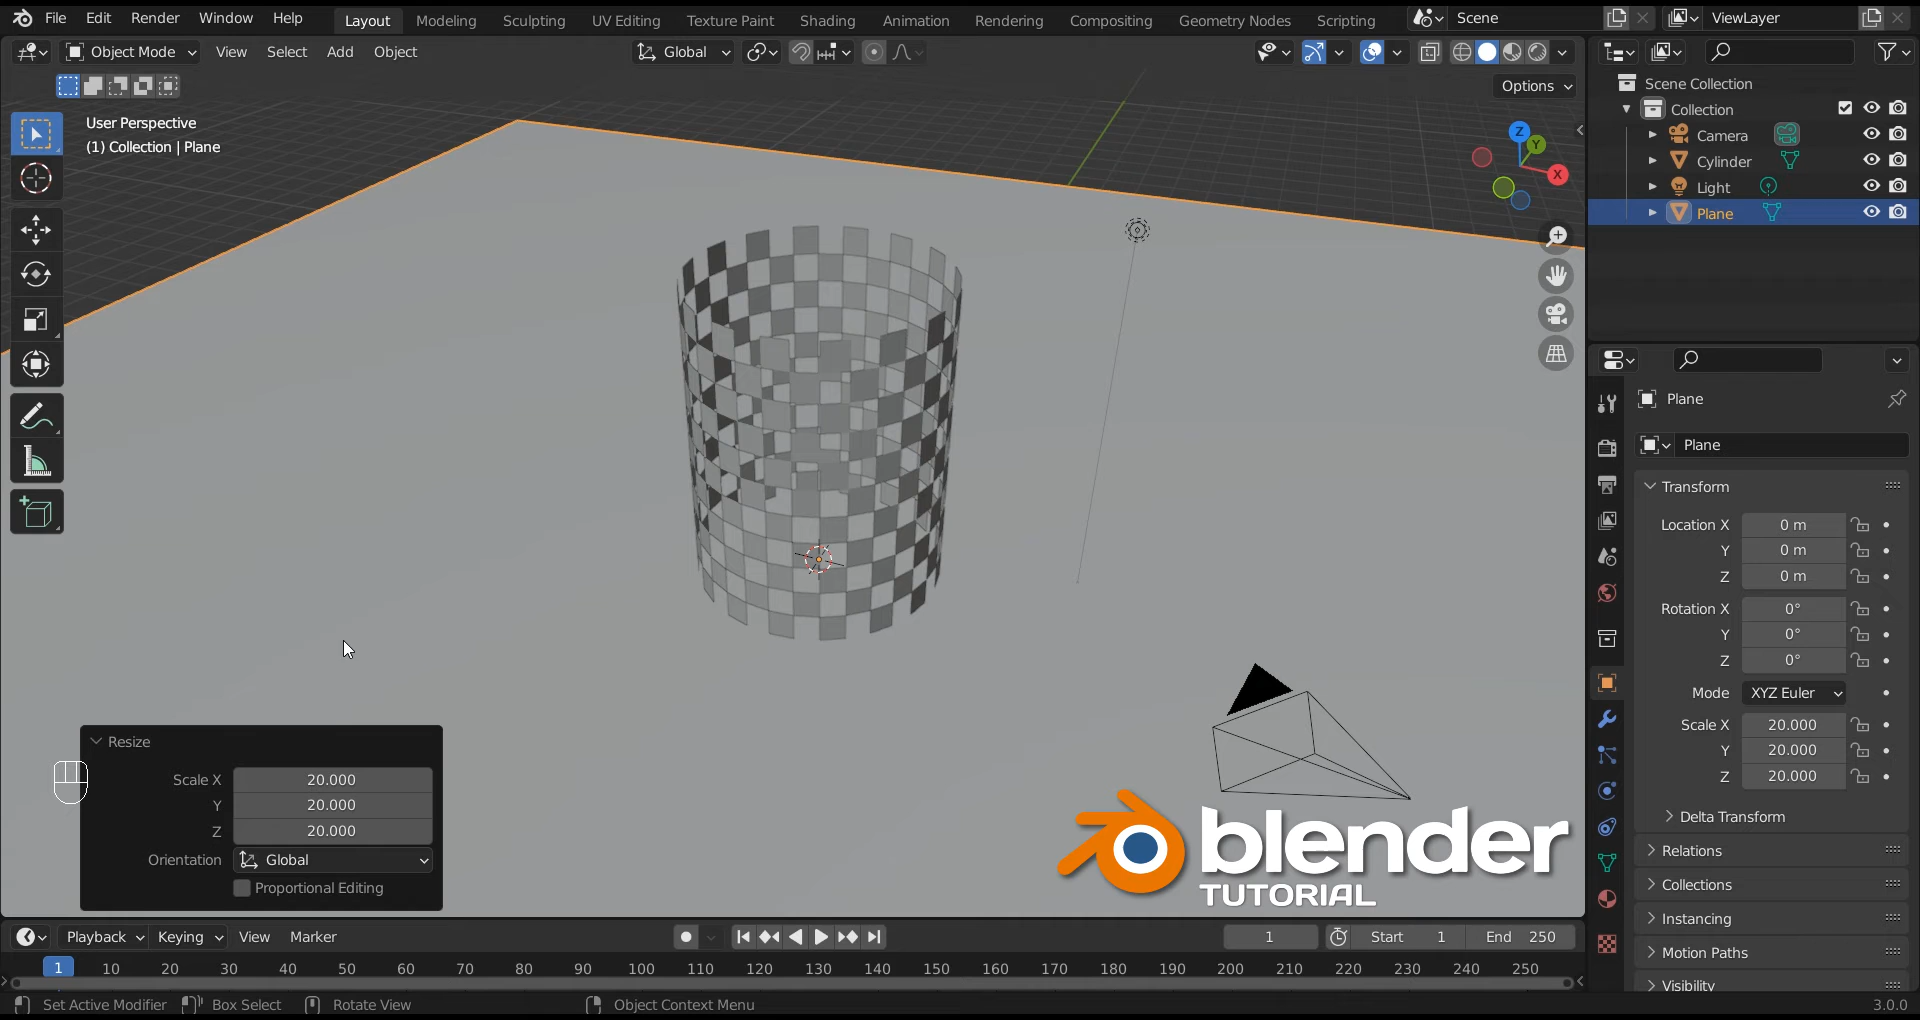 File Edit Render Window Help Layout Modeling Sculpting UV Editing Texture Paint Shading Animation Rendering Compositing Geometry Nodes Scripting Scene ViewLayer
Object Mode View Select Add Object Global
Options
User Perspective
(1) Collection | Plane
Z
Y
X
Scene Collection
Collection
Camera
Cylinder
Light
Plane
Plane
Plane
Transform
Location X 0 m
Y 0 m
Z 0 m
Rotation X 0°
Y 0°
Z 0°
Mode XYZ Euler
Scale X 20.000
Y 20.000
Z 20.000
Delta Transform
Relations
Collections
Instancing
Motion Paths
Visibility
Resize
Scale X 20.000
Y 20.000
Z 20.000
Orientation Global
Proportional Editing
blender
TUTORIAL
Playback Keying View Marker 1 Start 1 End 250
1 10 20 30 40 50 60 70 80 90 100 110 120 130 140 150 160 170 180 190 200 210 220 230 240 250
Set Active Modifier Box Select Rotate View Object Context Menu 3.0.0